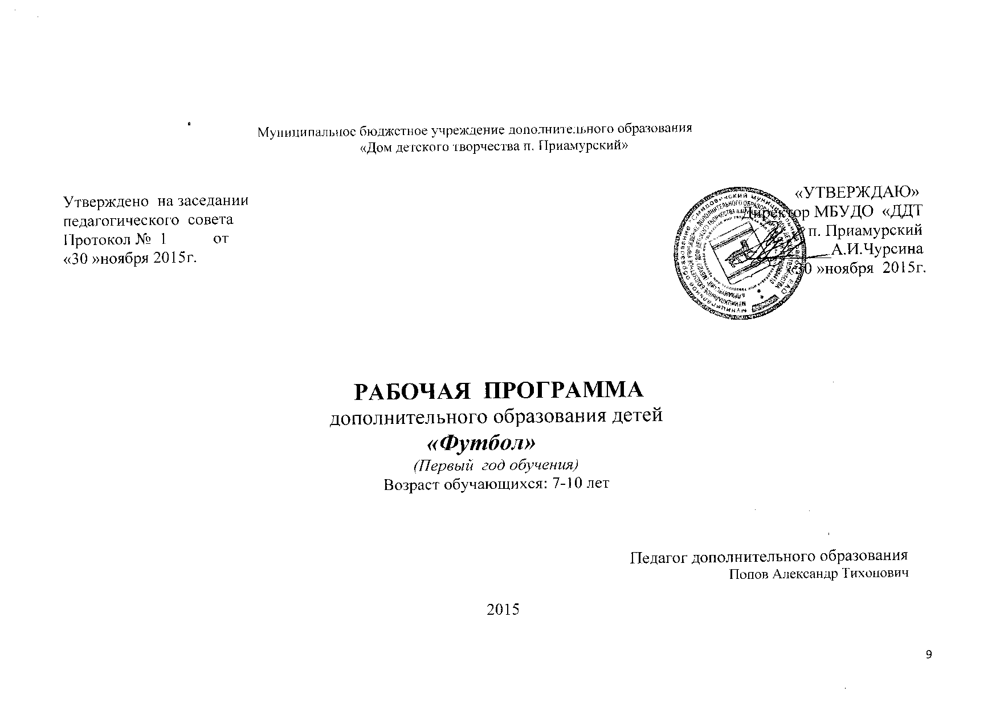 Муниципальное бюджетное учреждение дополнительного образования
«Дом детского творчества п. Приамурский»
Утверждено на заседании
педагогического совета
Протокол № 1 от
«30 »ноября 2015г.
«УТВЕРЖДАЮ»
Директор МБУДО «ДДТ
п. Приамурский
А.И.Чурсина
«30 »ноября 2015г.
РАБОЧАЯ ПРОГРАММА
дополнительного образования детей
«Футбол»
(Первый год обучения)
Возраст обучающихся: 7-10 лет
Педагог дополнительного образования
Попов Александр Тихонович
2015
9